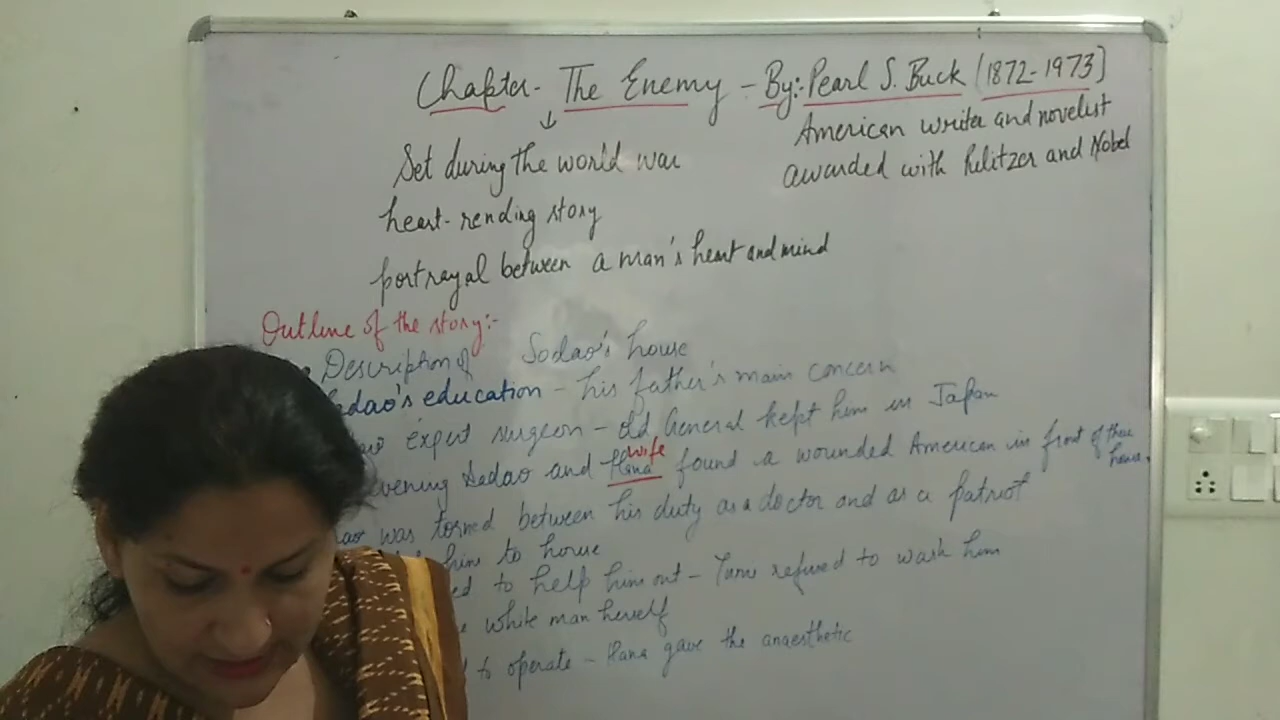 Chapter - The Enemy - By:- Pearl S. Buck (1872-1973)
American writer and novelist
awarded with Pulitzer and Nobel
Set during the world war
heart-rending story
portrayal between a man's heart and mind
Outline of the story:-
Description of Sodao's house
adao's education - his father's main concern
expert surgeon - old General kept him in Japan
wife
evening Sadao and Hana found a wounded American in front of their house.
was torned between his duty as a doctor and as a patriot
him to house
ed to help him out - Yumi refused to wash him
white man herself
to operate - Hana gave the anaesthetic